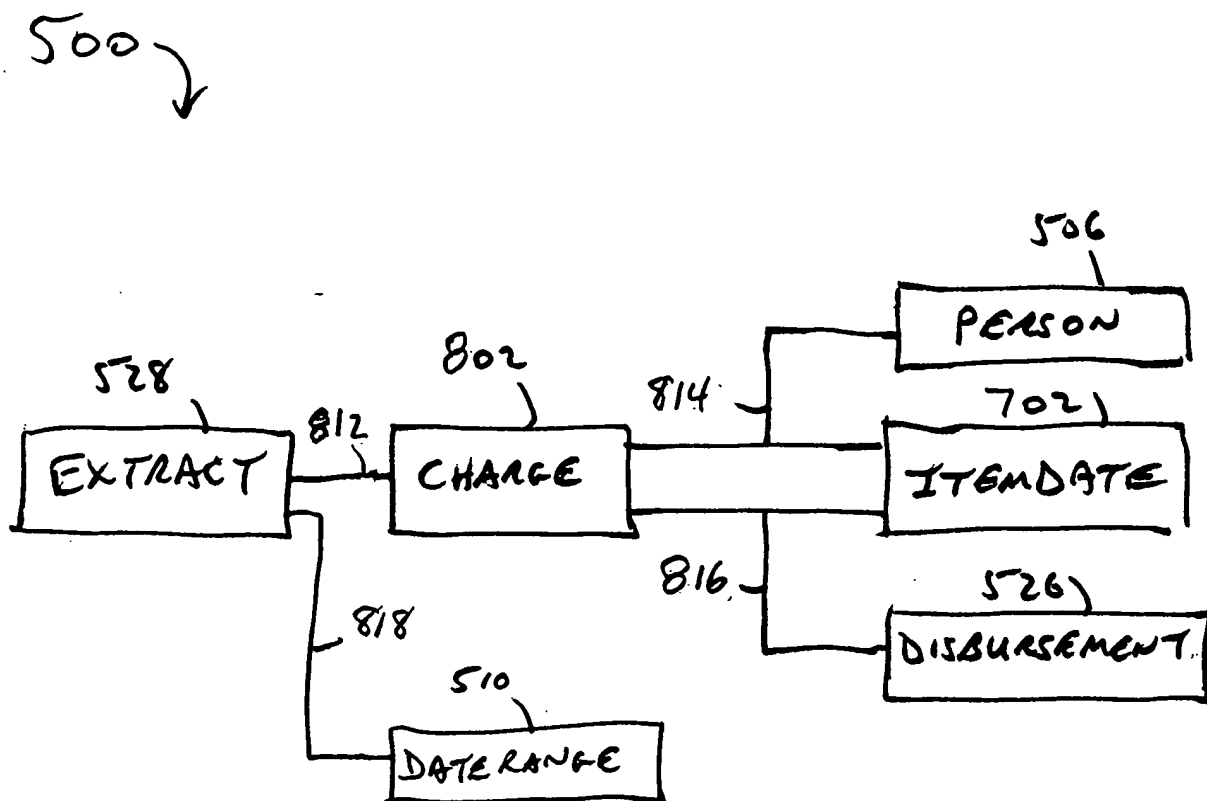 500
506
PERSON
528
802
814
702
812
EXTRACT
CHARGE
ITEMDATE
816
526
818
DISBURSEMENT
510
DATERANGE